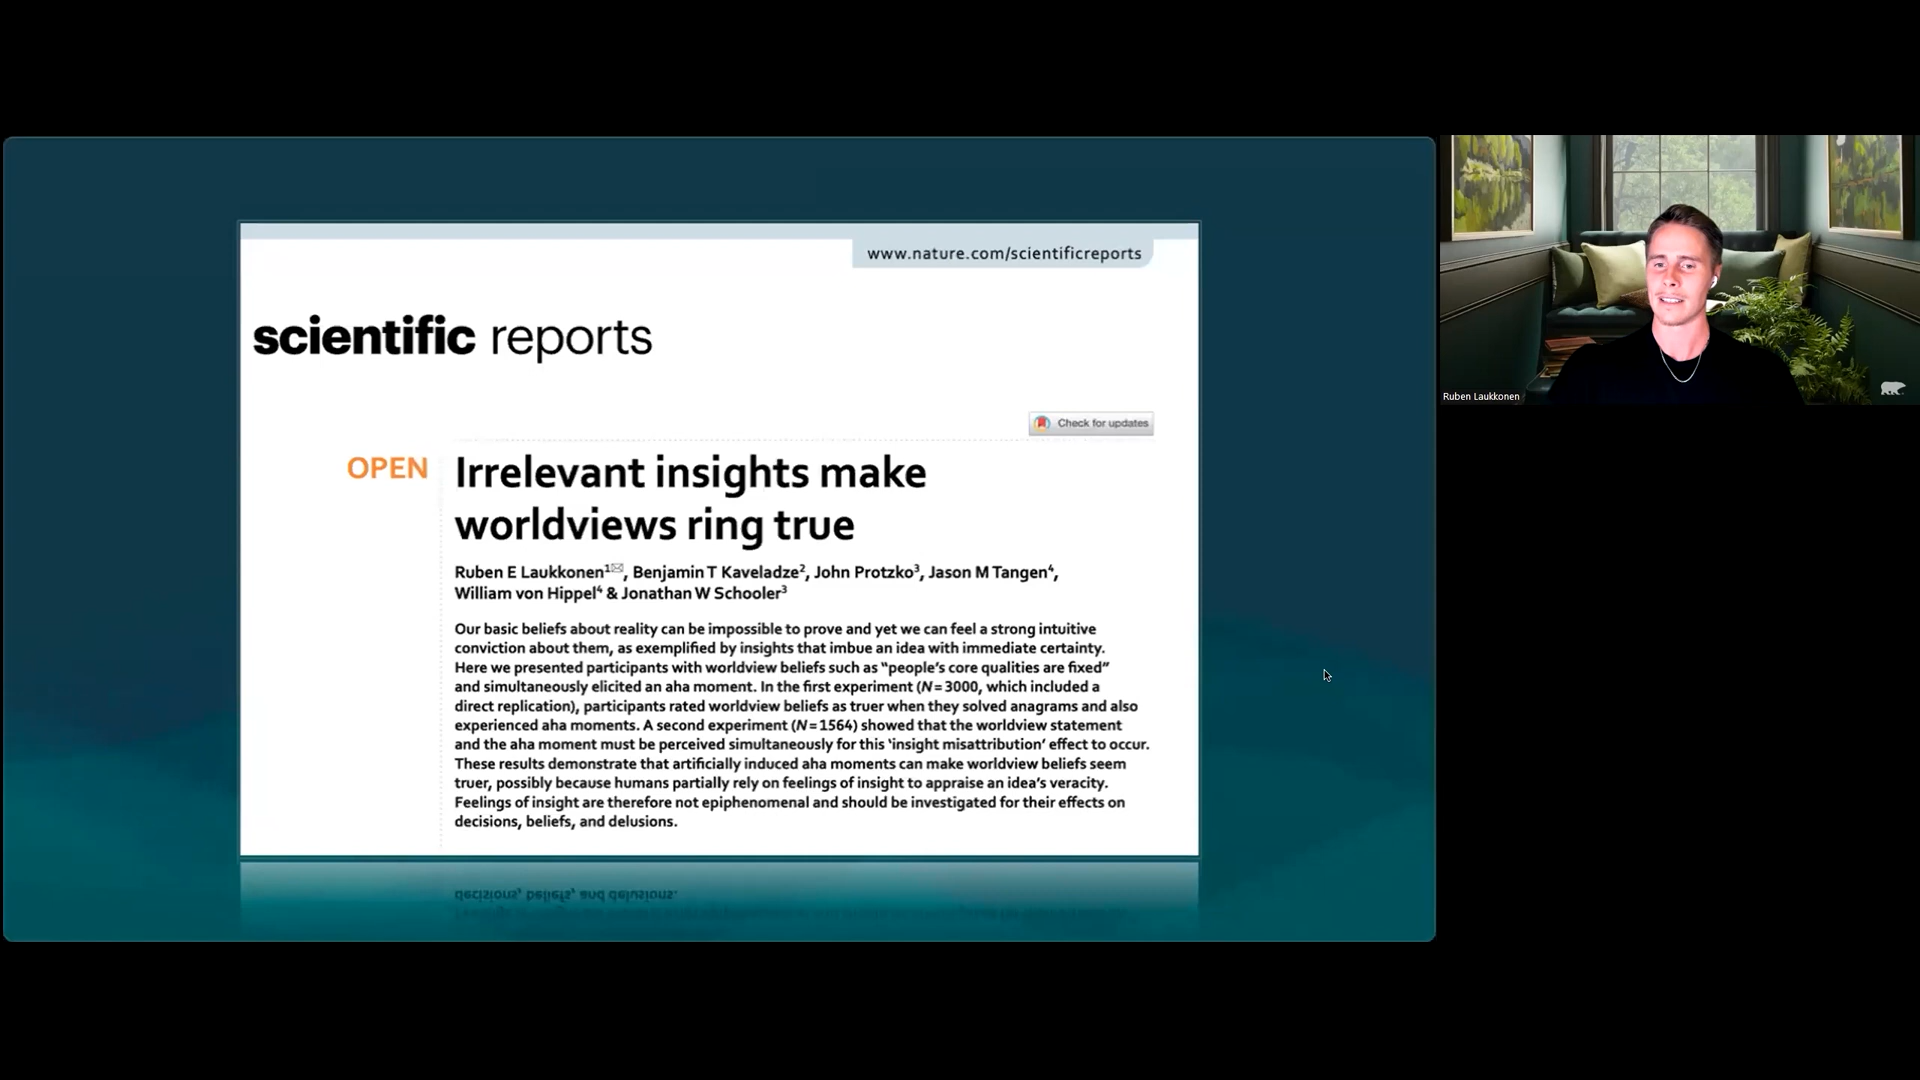 www.nature.com/scientificreports
scientific reports
Check for updates
OPEN
Irrelevant insights make
worldviews ring true
Ruben E Laukkonen1✉, Benjamin T Kaveladze2, John Protzko3, Jason M Tangen4,
William von Hippel4 & Jonathan W Schooler3
Our basic beliefs about reality can be impossible to prove and yet we can feel a strong intuitive
conviction about them, as exemplified by insights that imbue an idea with immediate certainty.
Here we presented participants with worldview beliefs such as “people’s core qualities are fixed”
and simultaneously elicited an aha moment. In the first experiment (N = 3000, which included a
direct replication), participants rated worldview beliefs as truer when they solved anagrams and also
experienced aha moments. A second experiment (N = 1564) showed that the worldview statement
and the aha moment must be perceived simultaneously for this ‘insight misattribution’ effect to occur.
These results demonstrate that artificially induced aha moments can make worldview beliefs seem
truer, possibly because humans partially rely on feelings of insight to appraise an idea’s veracity.
Feelings of insight are therefore not epiphenomenal and should be investigated for their effects on
decisions, beliefs, and delusions.
decisions, beliefs, and delusions.
Ruben Laukkonen